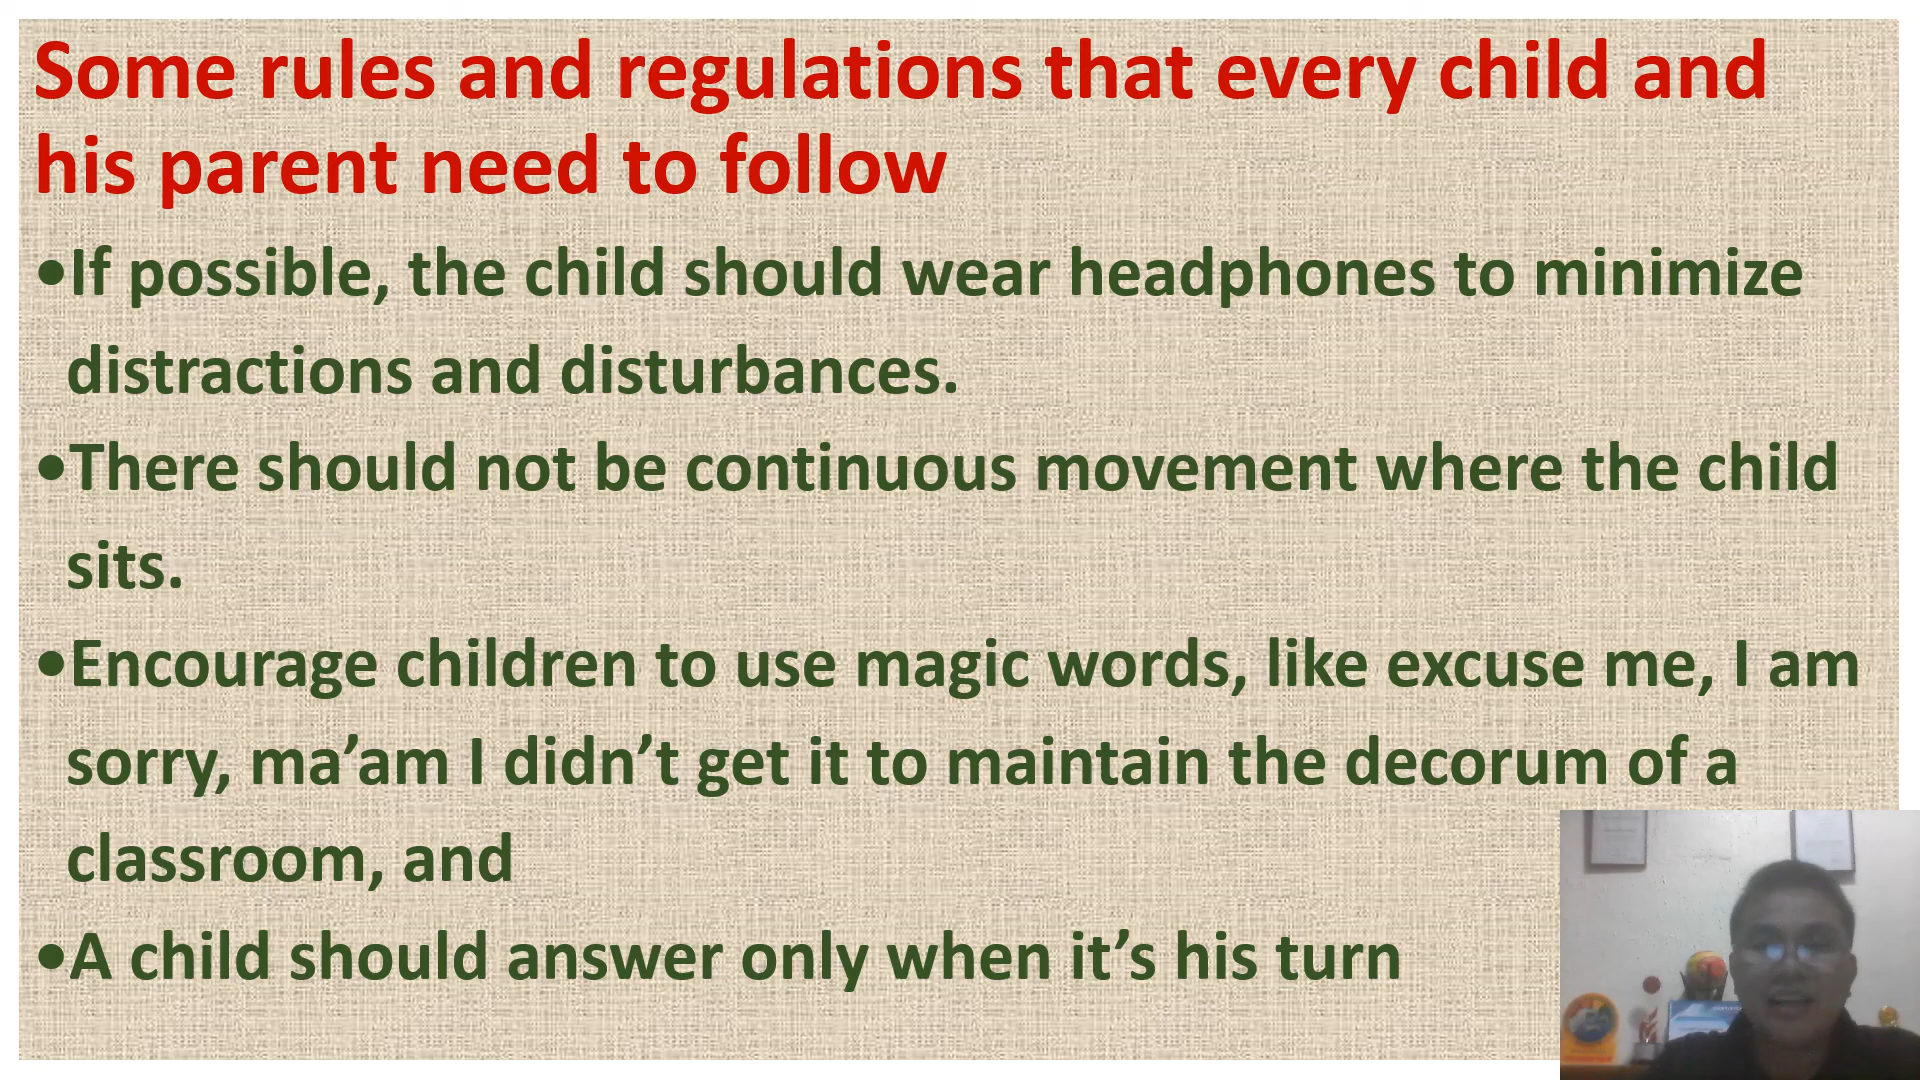 Some rules and regulations that every child and
his parent need to follow
•If possible, the child should wear headphones to minimize
distractions and disturbances.
•There should not be continuous movement where the child
sits.
•Encourage children to use magic words, like excuse me, I am
sorry, ma’am I didn’t get it to maintain the decorum of a
classroom, and
•A child should answer only when it’s his turn